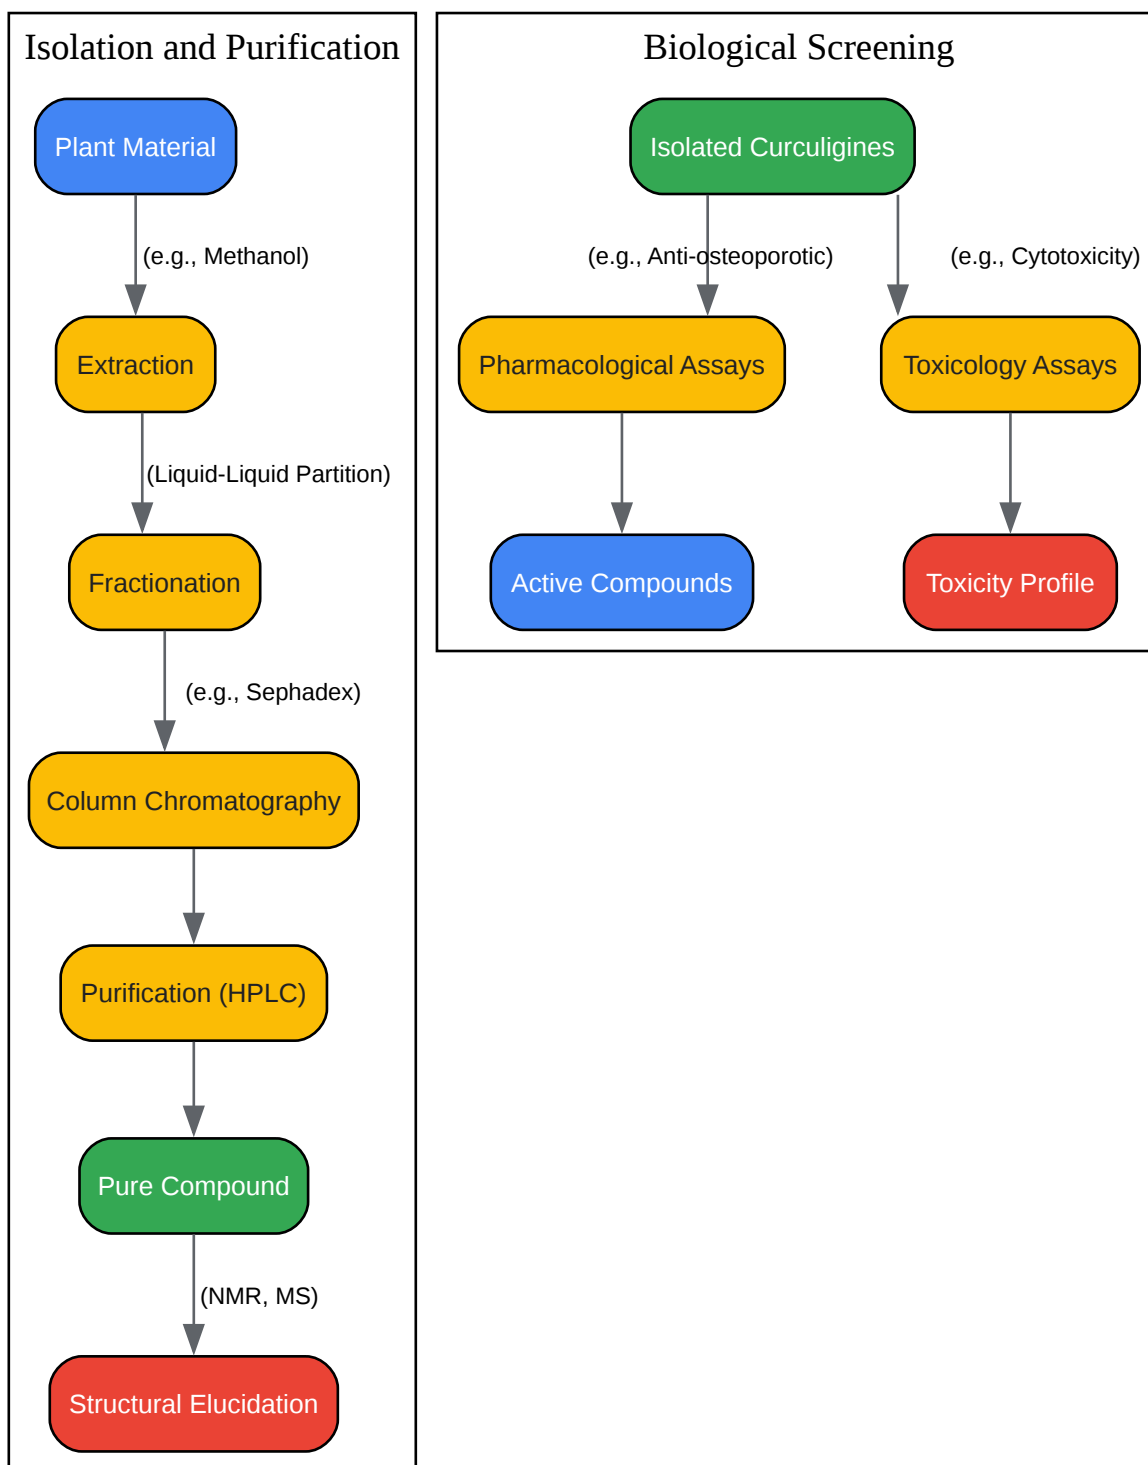 Isolation and Purification
Plant Material
(e.g., Methanol)
Extraction
(Liquid-Liquid Partition)
Fractionation
(e.g., Sephadex)
Column Chromatography
Purification (HPLC)
Pure Compound
(NMR, MS)
Structural Elucidation
Biological Screening
Isolated Curculigines
(e.g., Anti-osteoporotic)
(e.g., Cytotoxicity)
Pharmacological Assays
Toxicology Assays
Active Compounds
Toxicity Profile